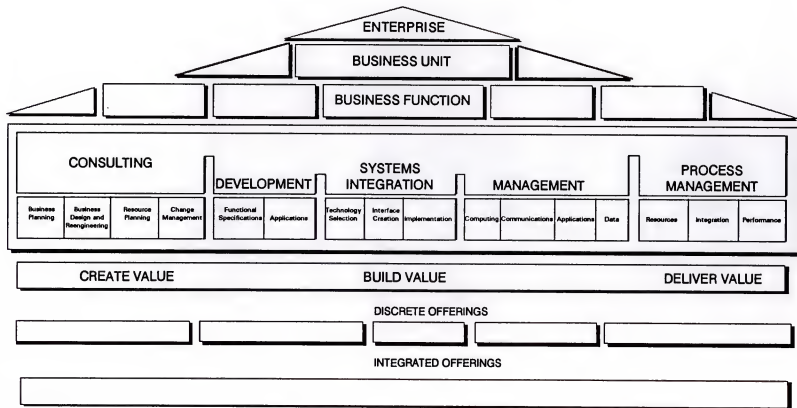 ENTERPRISE
BUSINESS UNIT
BUSINESS FUNCTION
CONSULTING
DEVELOPMENT
SYSTEMS
INTEGRATION
MANAGEMENT
PROCESS
MANAGEMENT
Business
Planning
Business
Design and
Reengineering
Resource
Planning
Change
Management
Functional
Specifications
Applications
Technology
Selection
Interface
Creation
Implementation
Computing
Communications
Applications
Data
Resources
Integration
Performance
CREATE VALUE
BUILD VALUE
DELIVER VALUE
DISCRETE OFFERINGS
INTEGRATED OFFERINGS